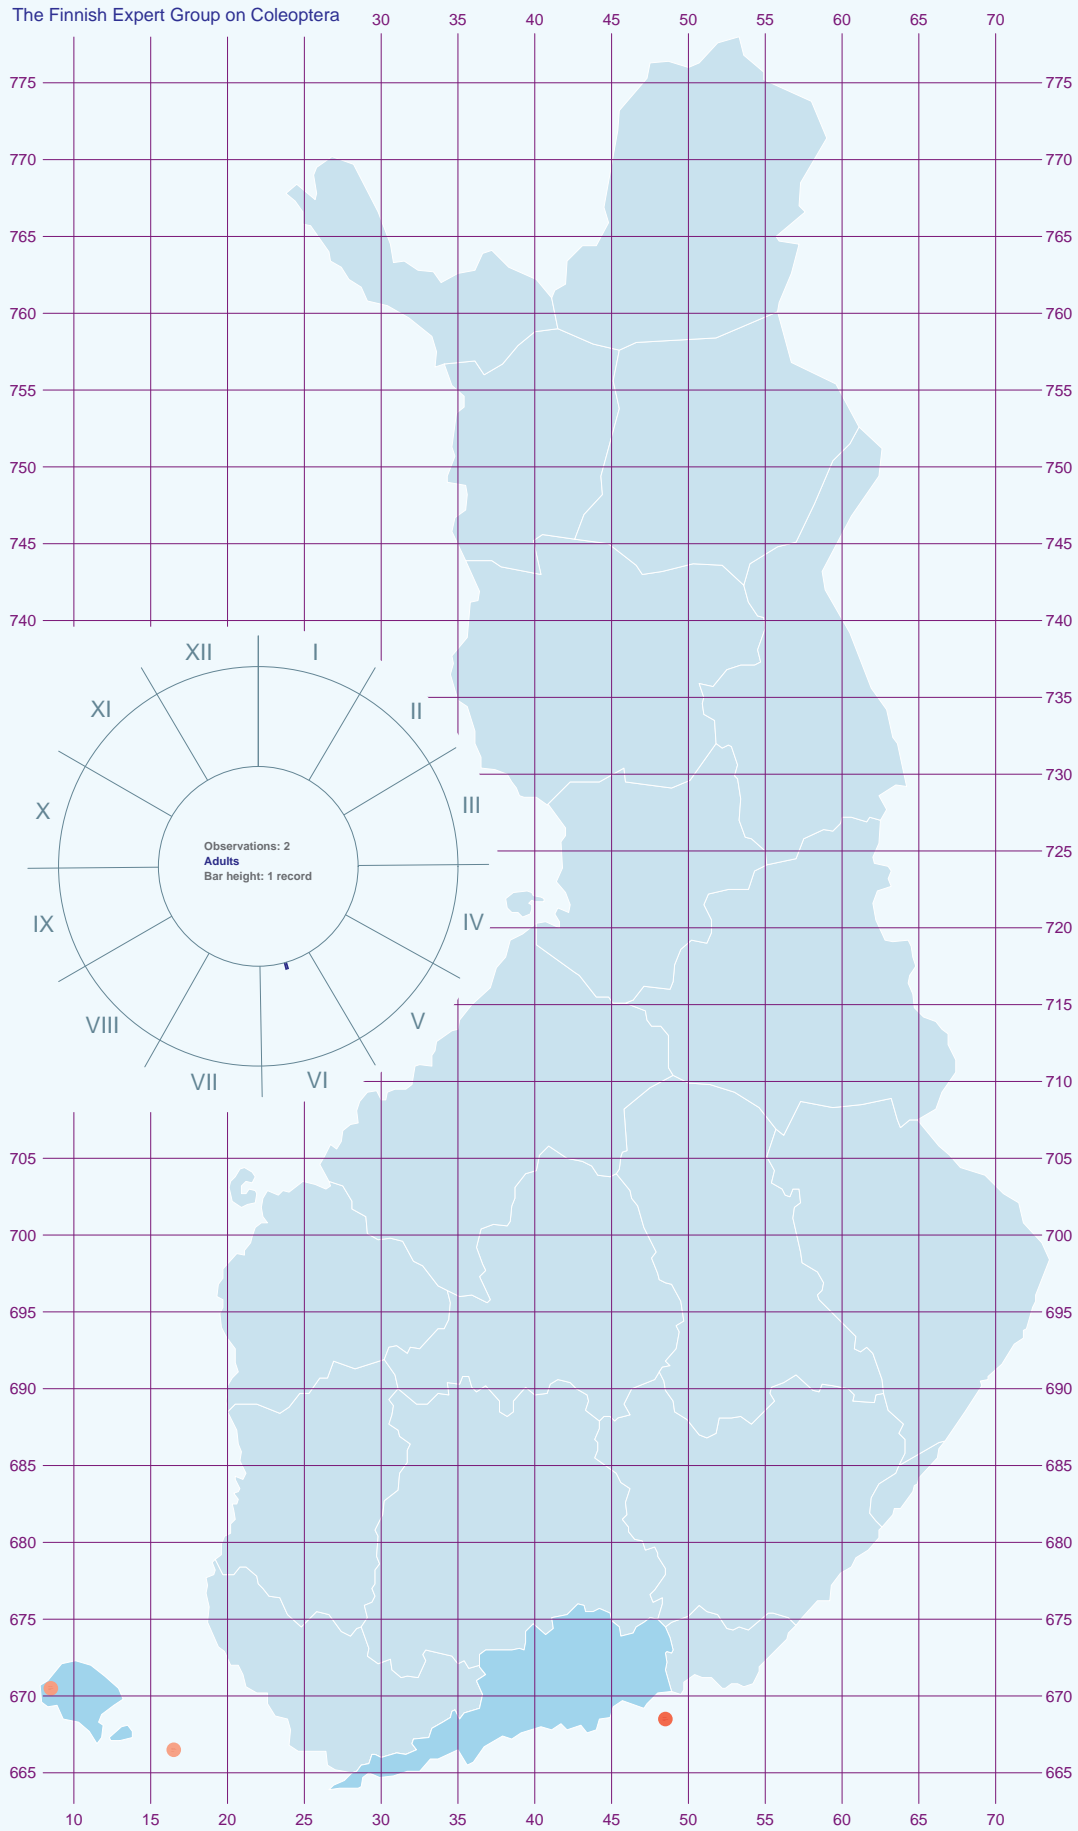 The Finnish Expert Group on Coleoptera
30 35 40 45 50 55 60 65 70
775 775
770 770
765 765
760 760
755 755
750 750
745 745
740 740
XII I
XI II
735
730
X III
Observations: 2
Adults
Bar height: 1 record
725
IX IV
720
715
VIII V
VII VI
710
705 705
700 700
695 695
690 690
685 685
680 680
675 675
670 670
665 665
10 15 20 25 30 35 40 45 50 55 60 65 70